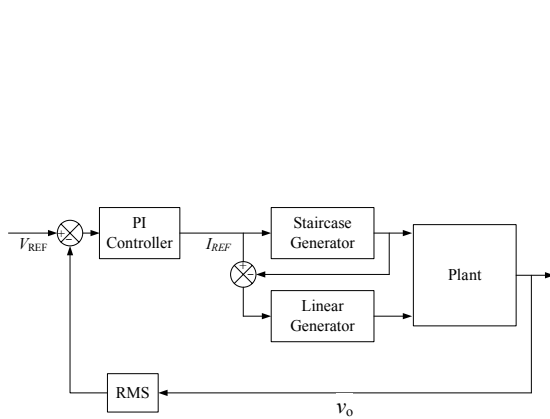 PI
Controller
Staircase
Generator
+
−
V_REF
I_REF
+
−
Plant
Linear
Generator
RMS
v_o